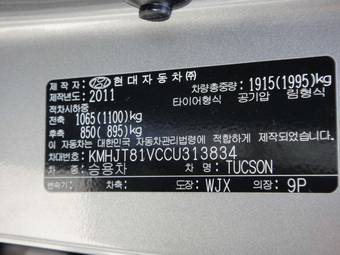 제 작 자: HYUNDAI 현대자동차㈜
제작년도: 2011 차량총중량: 1915(1995)kg
적차시하중 타이어형식 공기압 림형식
전축 1065(1100)kg
후축 850( 895)kg
이 자동차는 대한민국 자동차관리법령에 적합하게 제작되었습니다.
차대번호: KMHJT81VCCU313834
차 종: 승용차 차 명: TUCSON
변속기: 차축: 도장: WJX 의장: 9P